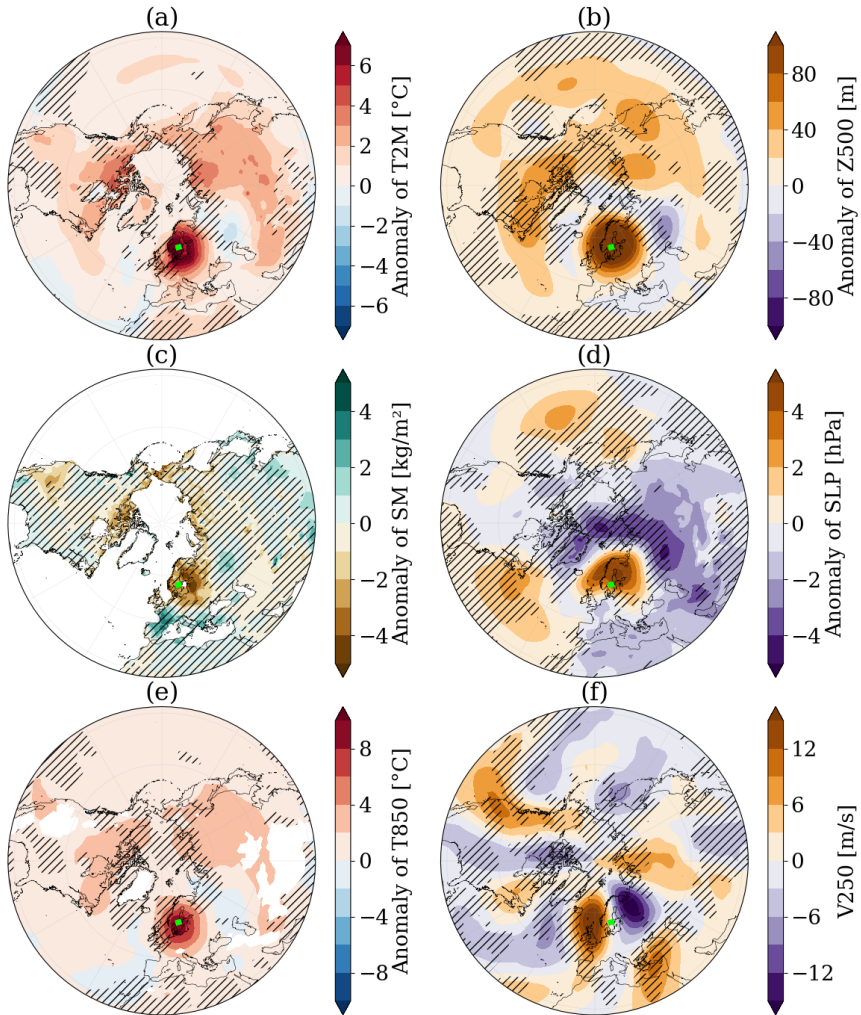 (a)
6
4
2
0
−2
−4
−6
Anomaly of T2M [°C]
(b)
80
40
0
−40
−80
Anomaly of Z500 [m]
(c)
4
2
0
−2
−4
Anomaly of SM [kg/m²]
(d)
4
2
0
−2
−4
Anomaly of SLP [hPa]
(e)
8
4
0
−4
−8
Anomaly of T850 [°C]
(f)
12
6
0
−6
−12
V250 [m/s]